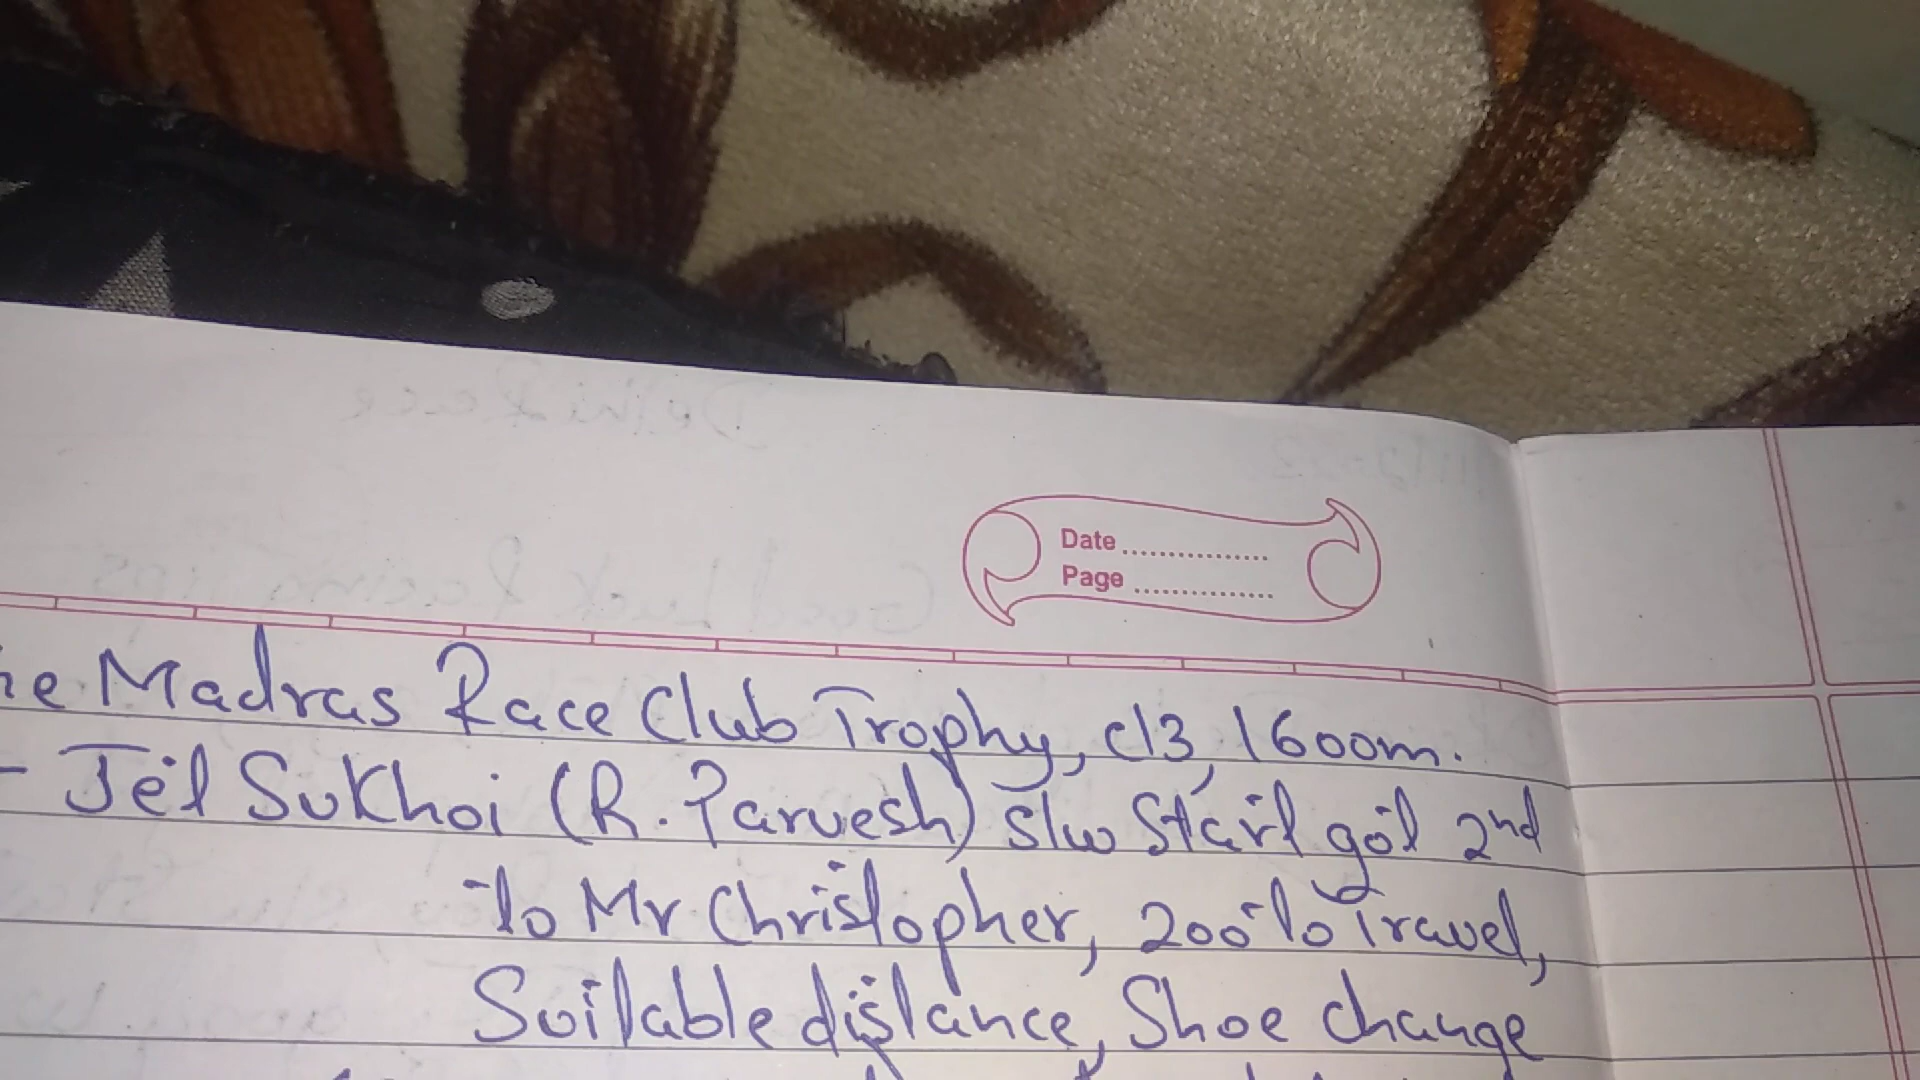 Date ...............
Page ...............
he Madras Race Club Trophy, cl3, 1600m.
- Jet Sukhoi (R. Parvesh) slw start got 2nd
to Mr Christopher, 200 to Travel,
Suitable distance, Shoe change